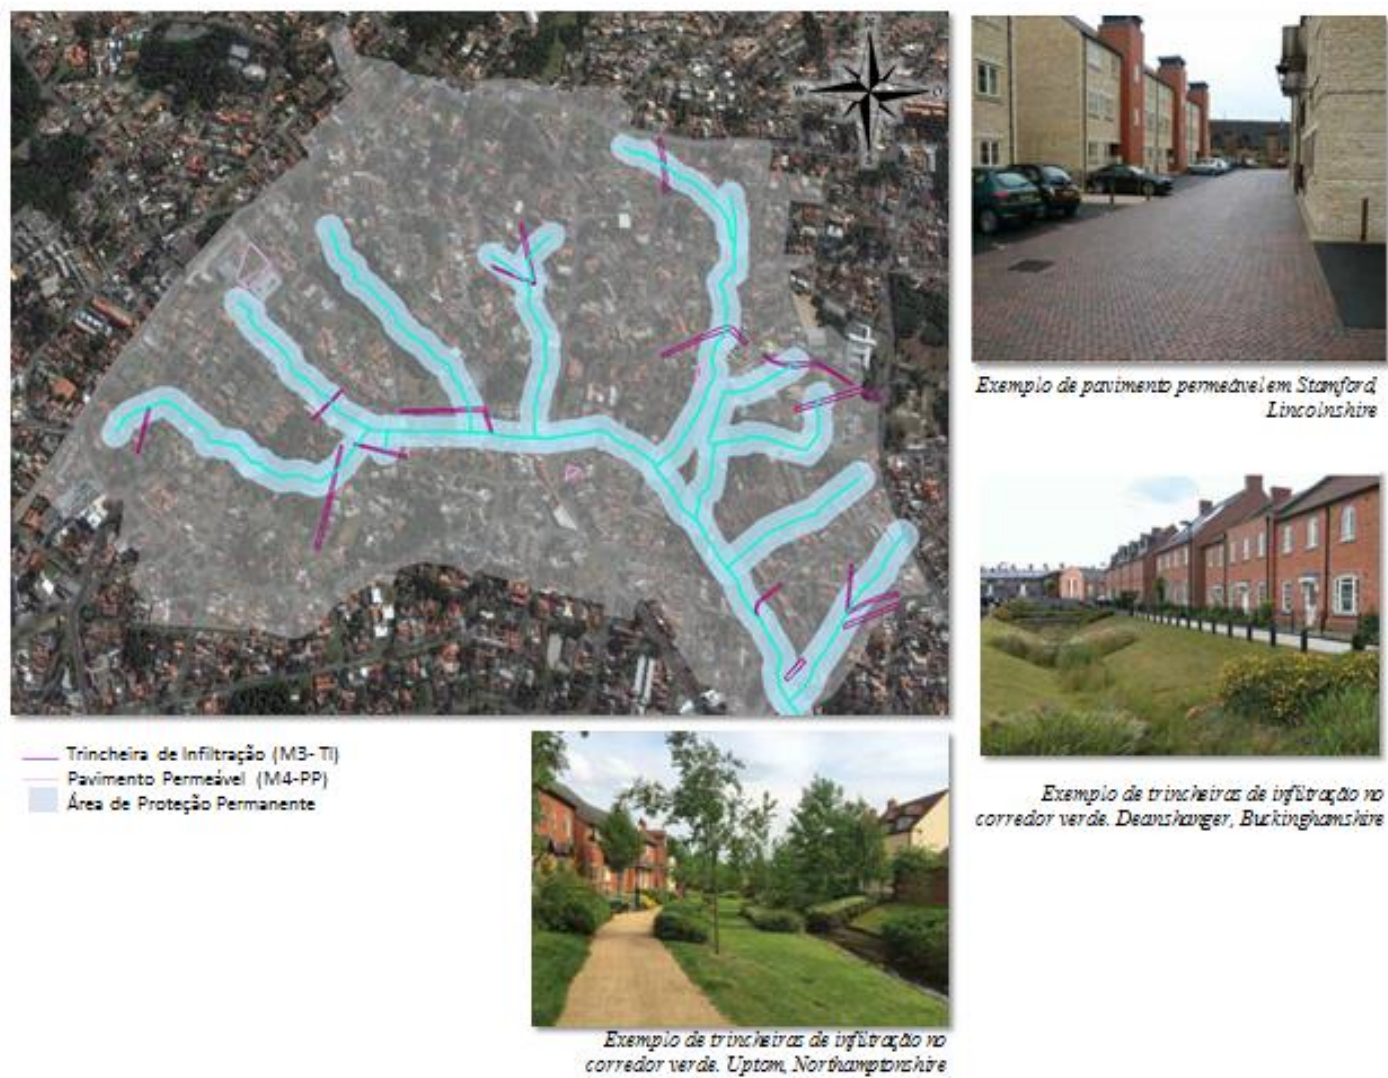 N
W
Exemplo de pavimento permeável em Stamford,
Lincolnshire
Trincheira de Infiltração (M3- TI)
Pavimento Permeável (M4-PP)
Área de Proteção Permanente
Exemplo de trincheiras de infiltração no
corredor verde. Deanshanger, Buckinghamshire
Exemplo de trincheiras de infiltração no
corredor verde. Uptom, Northamptonshire